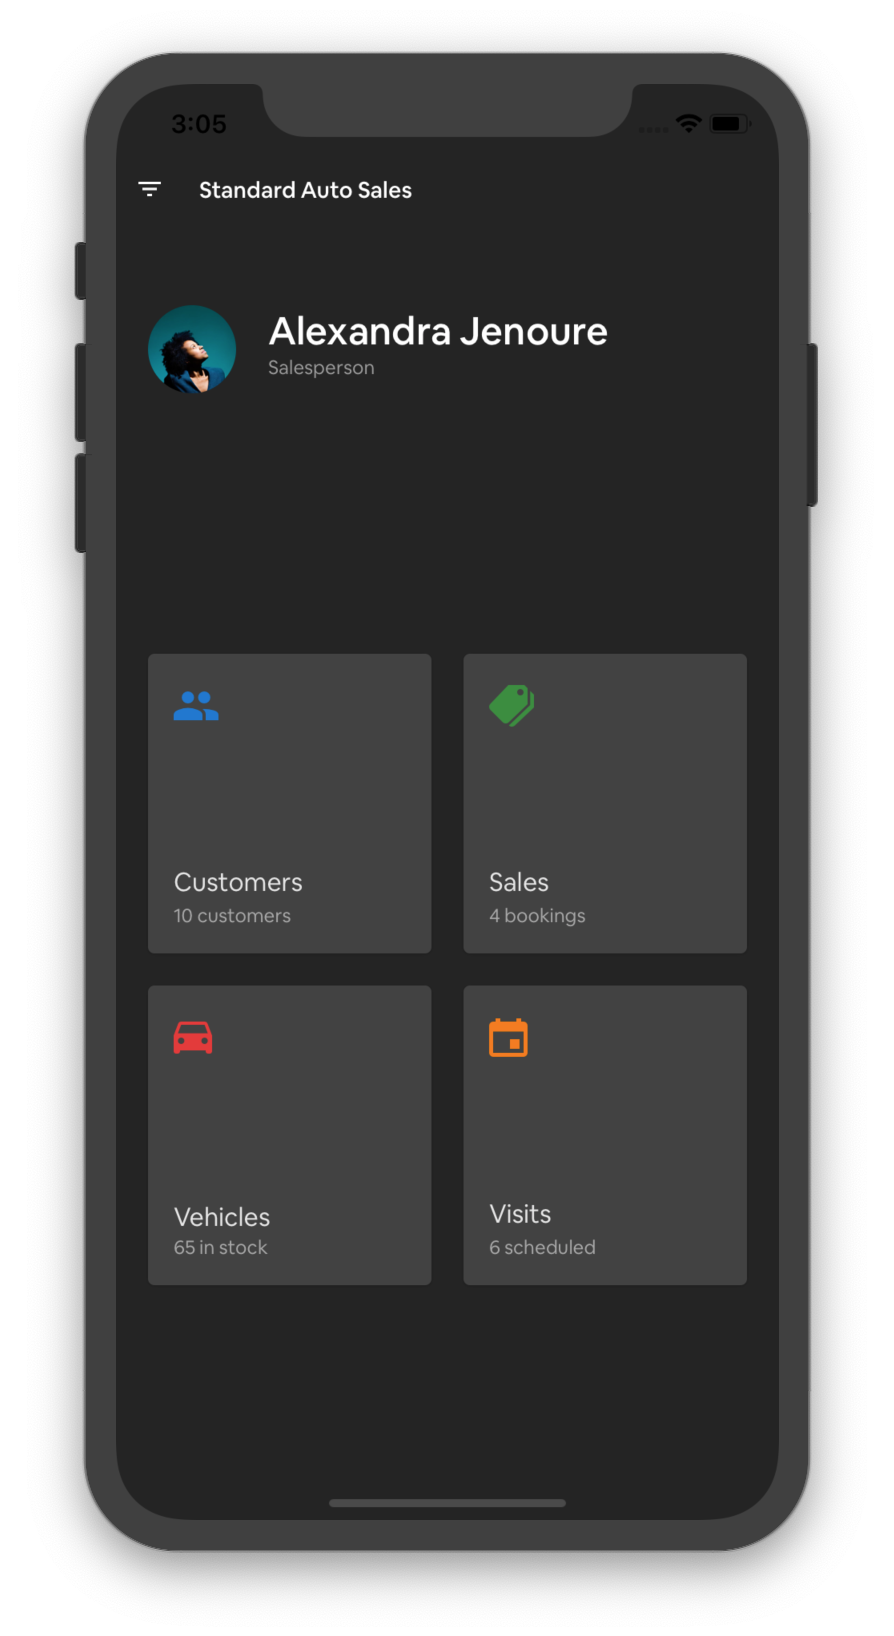 3:05
Standard Auto Sales
Alexandra Jenoure
Salesperson
Customers
10 customers
Sales
4 bookings
Vehicles
65 in stock
Visits
6 scheduled